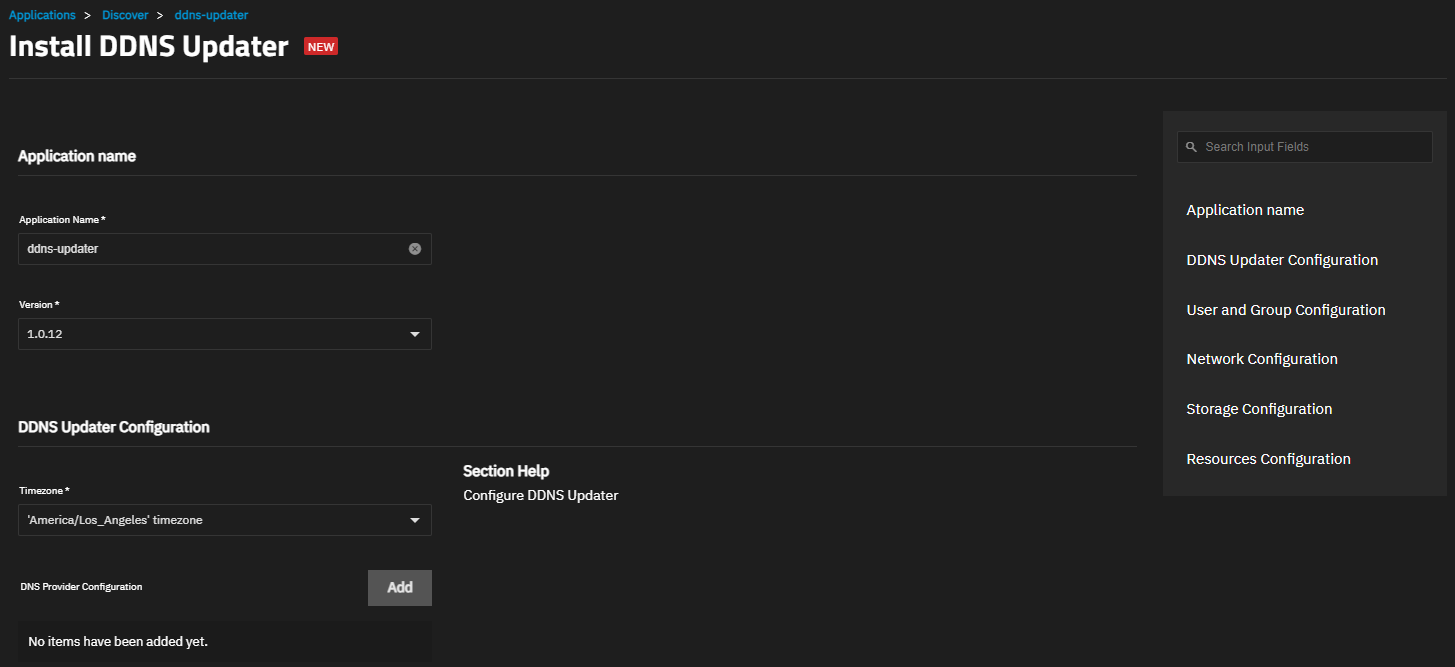 Applications > Discover > ddns-updater
Install DDNS Updater NEW
Application name
Application Name *
ddns-updater
Version *
1.0.12
DDNS Updater Configuration
Timezone *
'America/Los_Angeles' timezone
Section Help
Configure DDNS Updater
DNS Provider Configuration
Add
No items have been added yet.
Search Input Fields
Application name
DDNS Updater Configuration
User and Group Configuration
Network Configuration
Storage Configuration
Resources Configuration